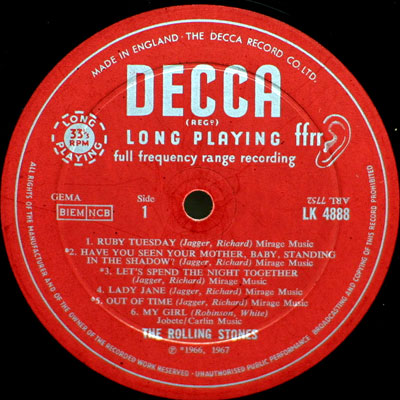 MADE IN ENGLAND · THE DECCA RECORD CO. LTD.
DECCA
(REGD)
LONG PLAYING ffrr
full frequency range recording
LONG
33⅓
RPM
PLAYING
GEMA
BIEM NCB
Side
1
ARL 7752
LK 4888
1. RUBY TUESDAY (Jagger, Richard) Mirage Music
*2. HAVE YOU SEEN YOUR MOTHER, BABY, STANDING
IN THE SHADOW? (Jagger, Richard) Mirage Music
*3. LET'S SPEND THE NIGHT TOGETHER
(Jagger, Richard) Mirage Music
4. LADY JANE (Jagger, Richard) Mirage Music
*5. OUT OF TIME (Jagger, Richard) Mirage Music
6. MY GIRL (Robinson, White)
Jobete/Carlin Music
THE ROLLING STONES
℗ *1966, 1967
ALL RIGHTS OF THE MANUFACTURER AND OF THE OWNER OF THE RECORDED WORK RESERVED · UNAUTHORISED PUBLIC PERFORMANCE BROADCASTING AND COPYING OF THIS RECORD PROHIBITED